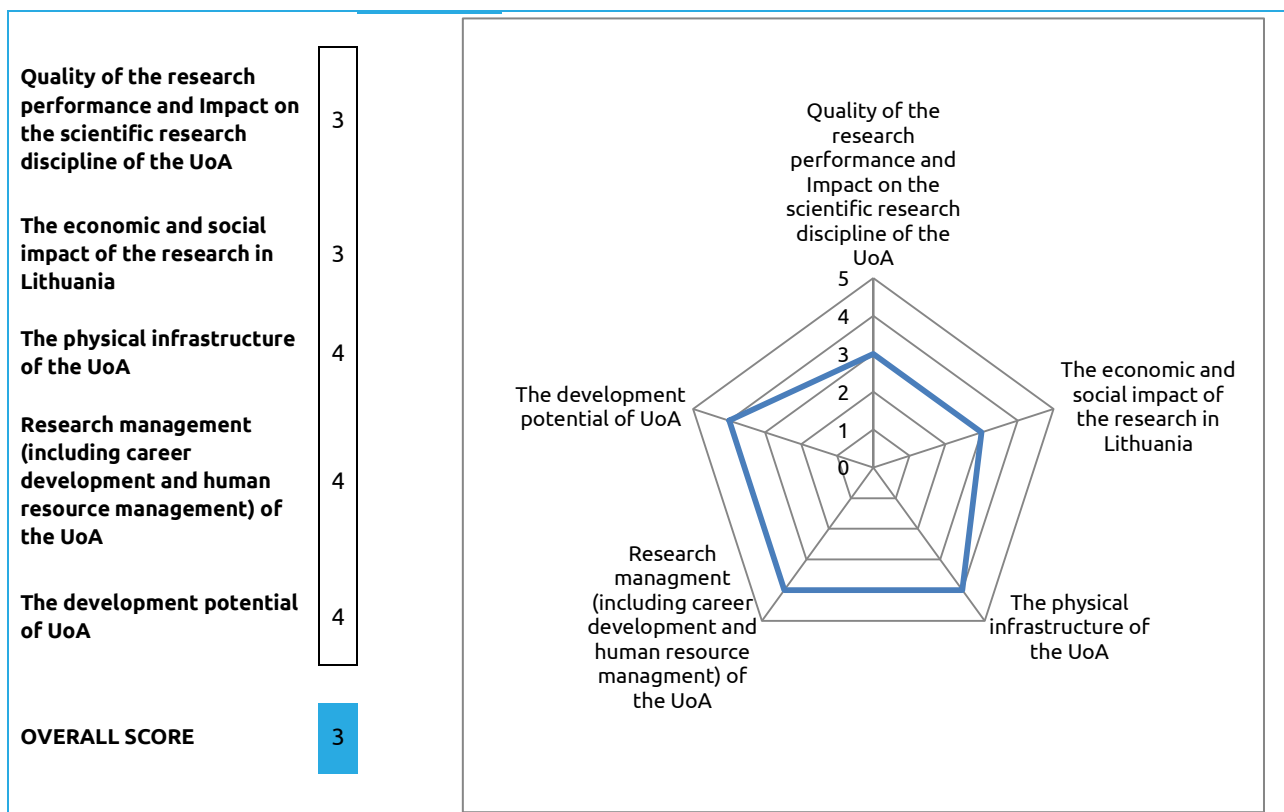 Quality of the research
performance and Impact on
the scientific research
discipline of the UoA
3
The economic and social
impact of the research in
Lithuania
3
The physical infrastructure
of the UoA
4
Research management
(including career
development and human
resource management) of
the UoA
4
The development potential
of UoA
4
OVERALL SCORE
3
Quality of the
research
performance and
Impact on the
scientific research
discipline of the
UoA
5
4
3
2
1
0
The economic and
social impact of
the research in
Lithuania
The physical
infrastructure of
the UoA
Research
managment
(including career
development and
human resource
managment) of
the UoA
The development
potential of UoA